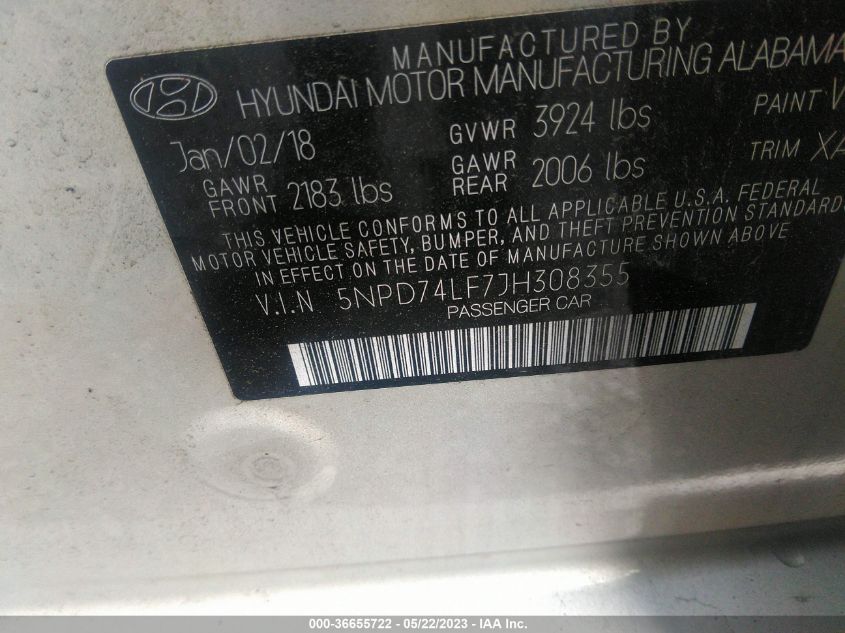 MANUFACTURED BY
HYUNDAI MOTOR MANUFACTURING ALABAMA
Jan/02/18 GVWR 3924 lbs PAINT
GAWR FRONT 2183 lbs GAWR REAR 2006 lbs TRIM
THIS VEHICLE CONFORMS TO ALL APPLICABLE U.S.A. FEDERAL
MOTOR VEHICLE SAFETY, BUMPER, AND THEFT PREVENTION STANDARDS
IN EFFECT ON THE DATE OF MANUFACTURE SHOWN ABOVE
V.I.N 5NPD74LF7JH308355
PASSENGER CAR
000-36655722 - 05/22/2023 - IAA Inc.